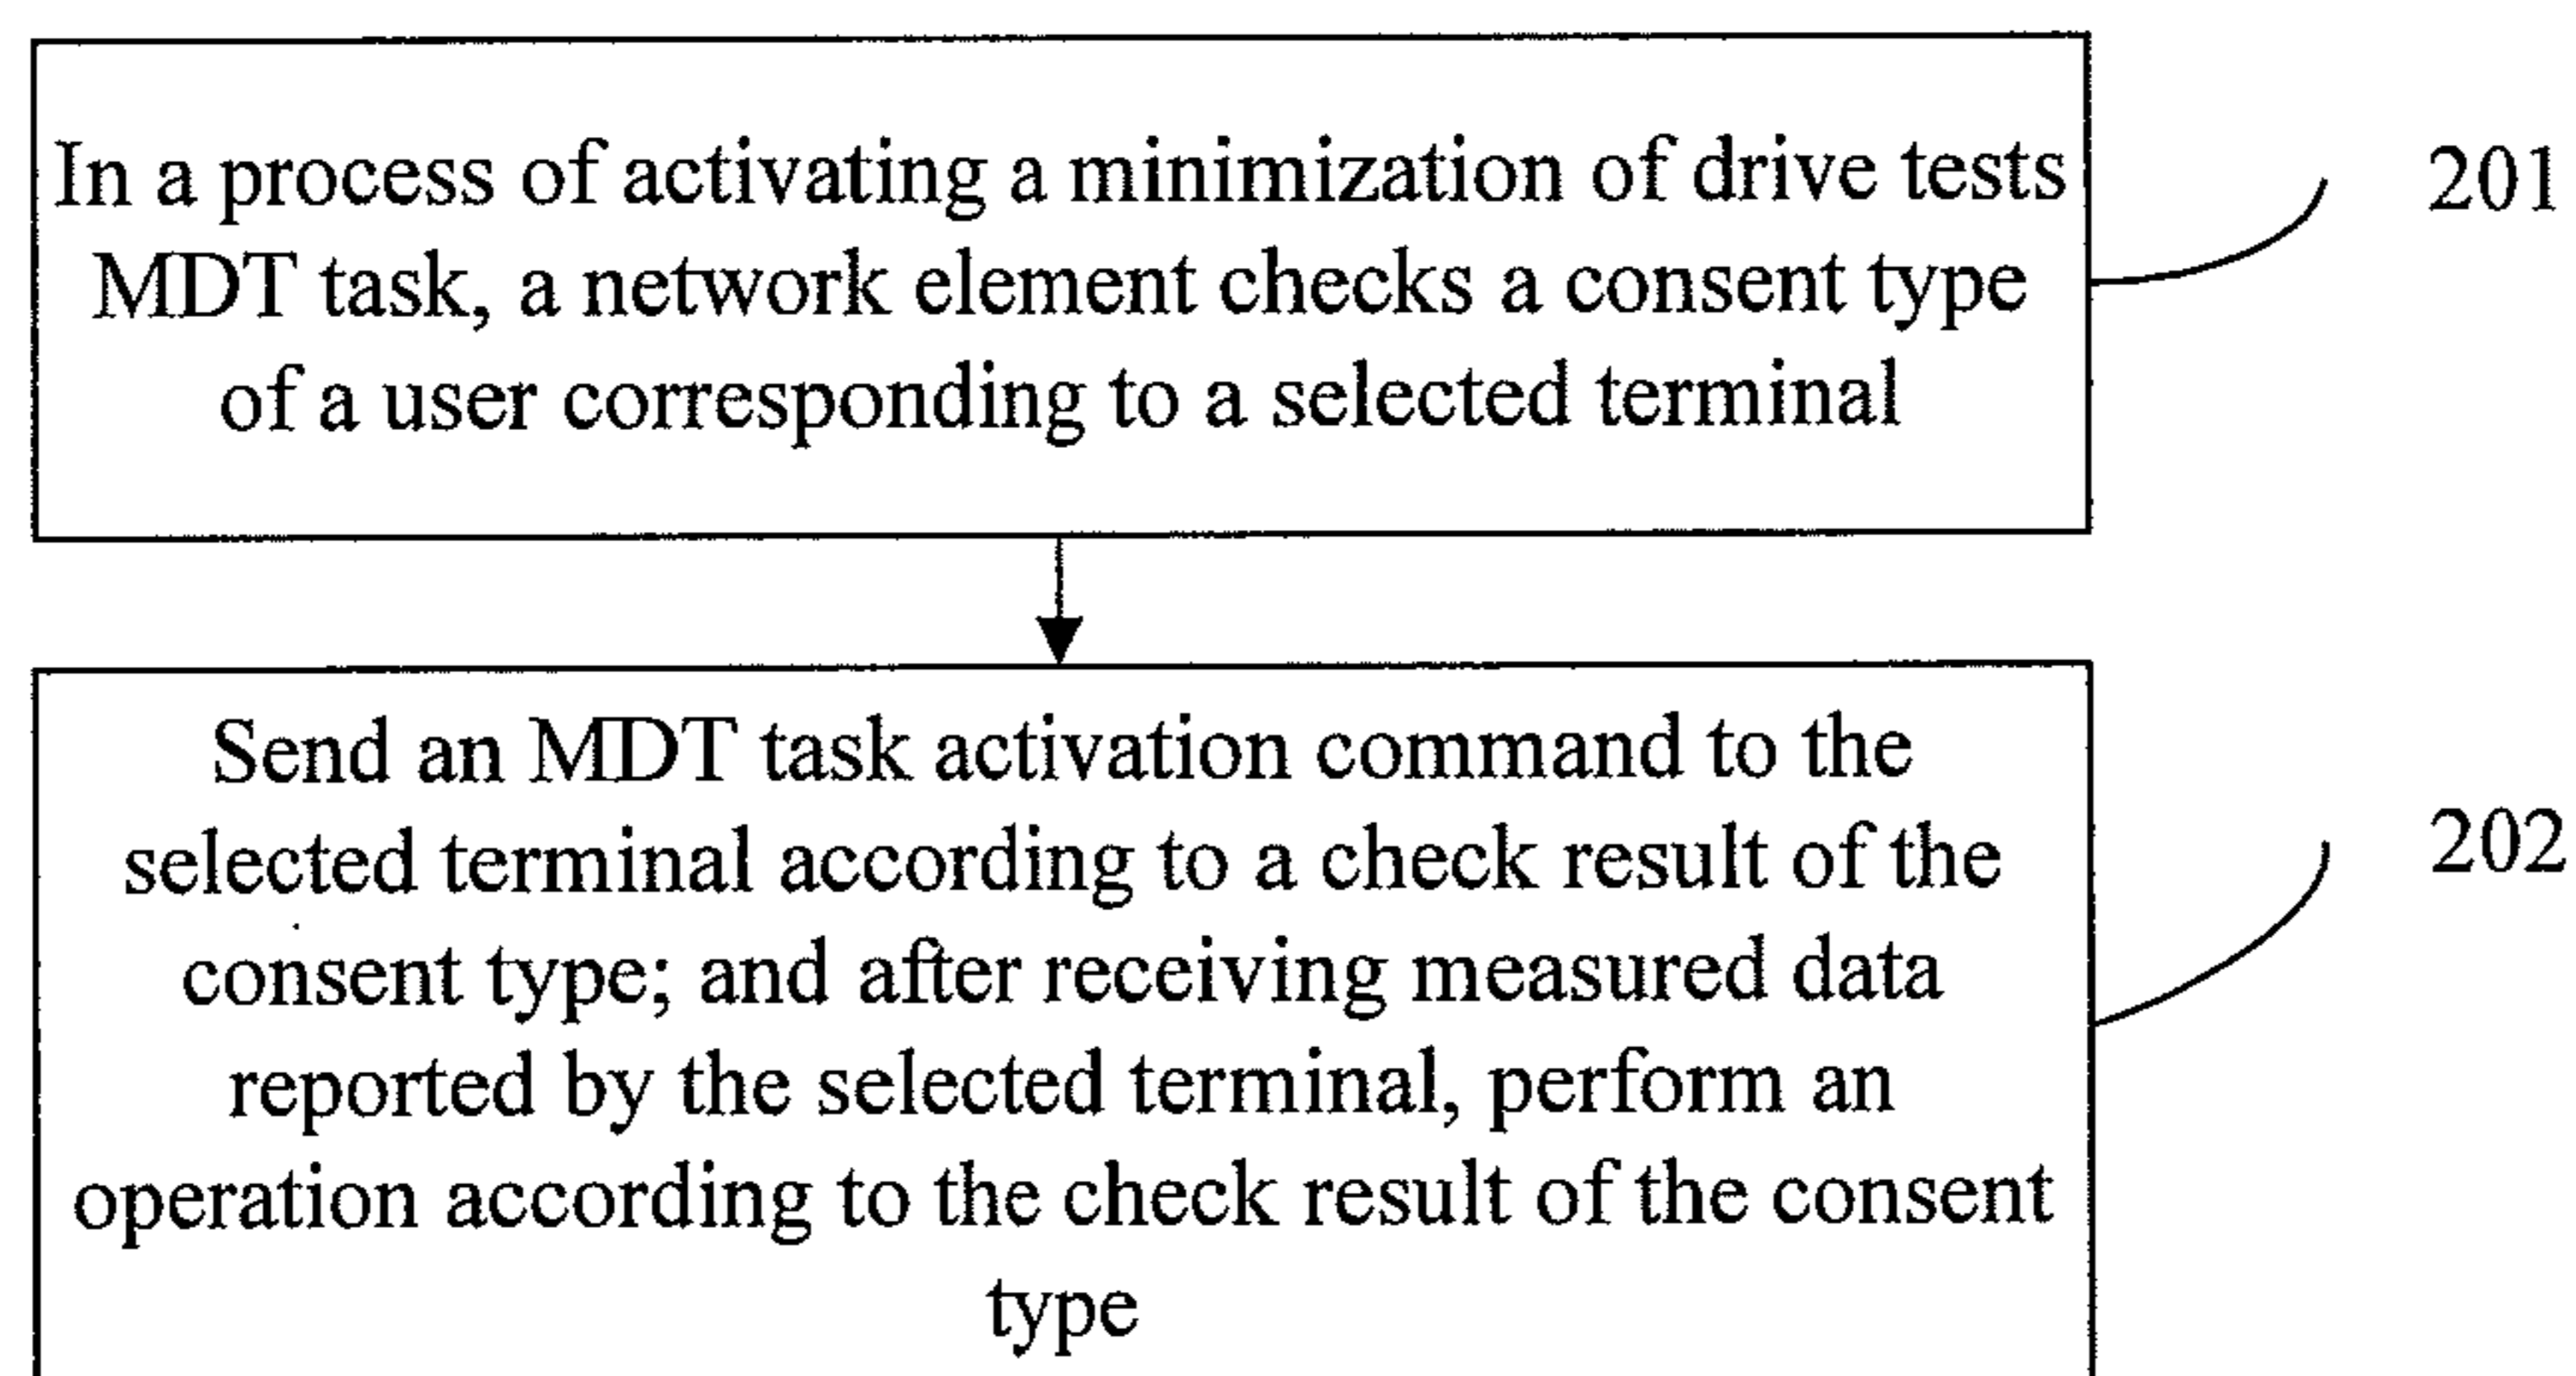 In a process of activating a minimization of drive tests
MDT task, a network element checks a consent type
of a user corresponding to a selected terminal
201
Send an MDT task activation command to the
selected terminal according to a check result of the
consent type; and after receiving measured data
reported by the selected terminal, perform an
operation according to the check result of the consent
type
202